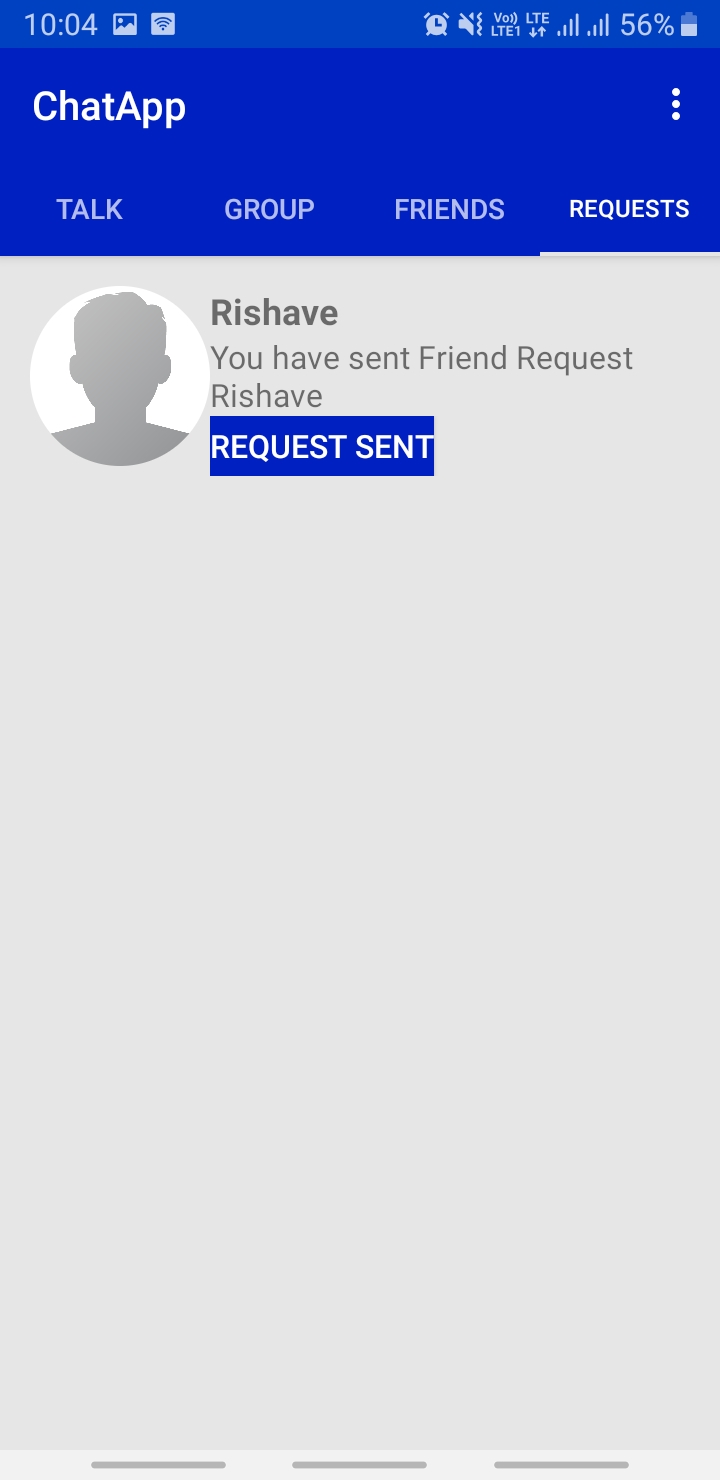 10:04 Vo)) LTE1 LTE 56%
ChatApp
TALK GROUP FRIENDS REQUESTS
Rishave
You have sent Friend Request
Rishave
REQUEST SENT